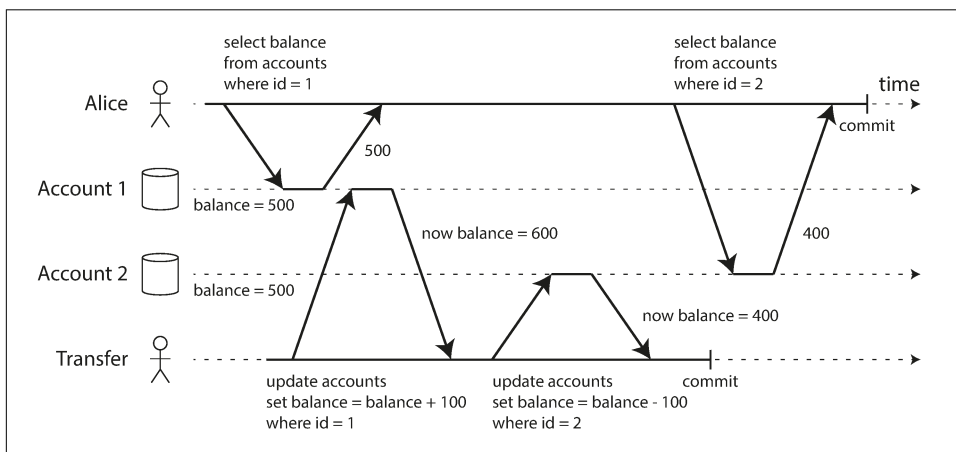 select balance
from accounts
where id = 1
select balance
from accounts
where id = 2
time
Alice
commit
500
Account 1
balance = 500
now balance = 600
400
Account 2
balance = 500
now balance = 400
Transfer
commit
update accounts
set balance = balance + 100
where id = 1
update accounts
set balance = balance - 100
where id = 2